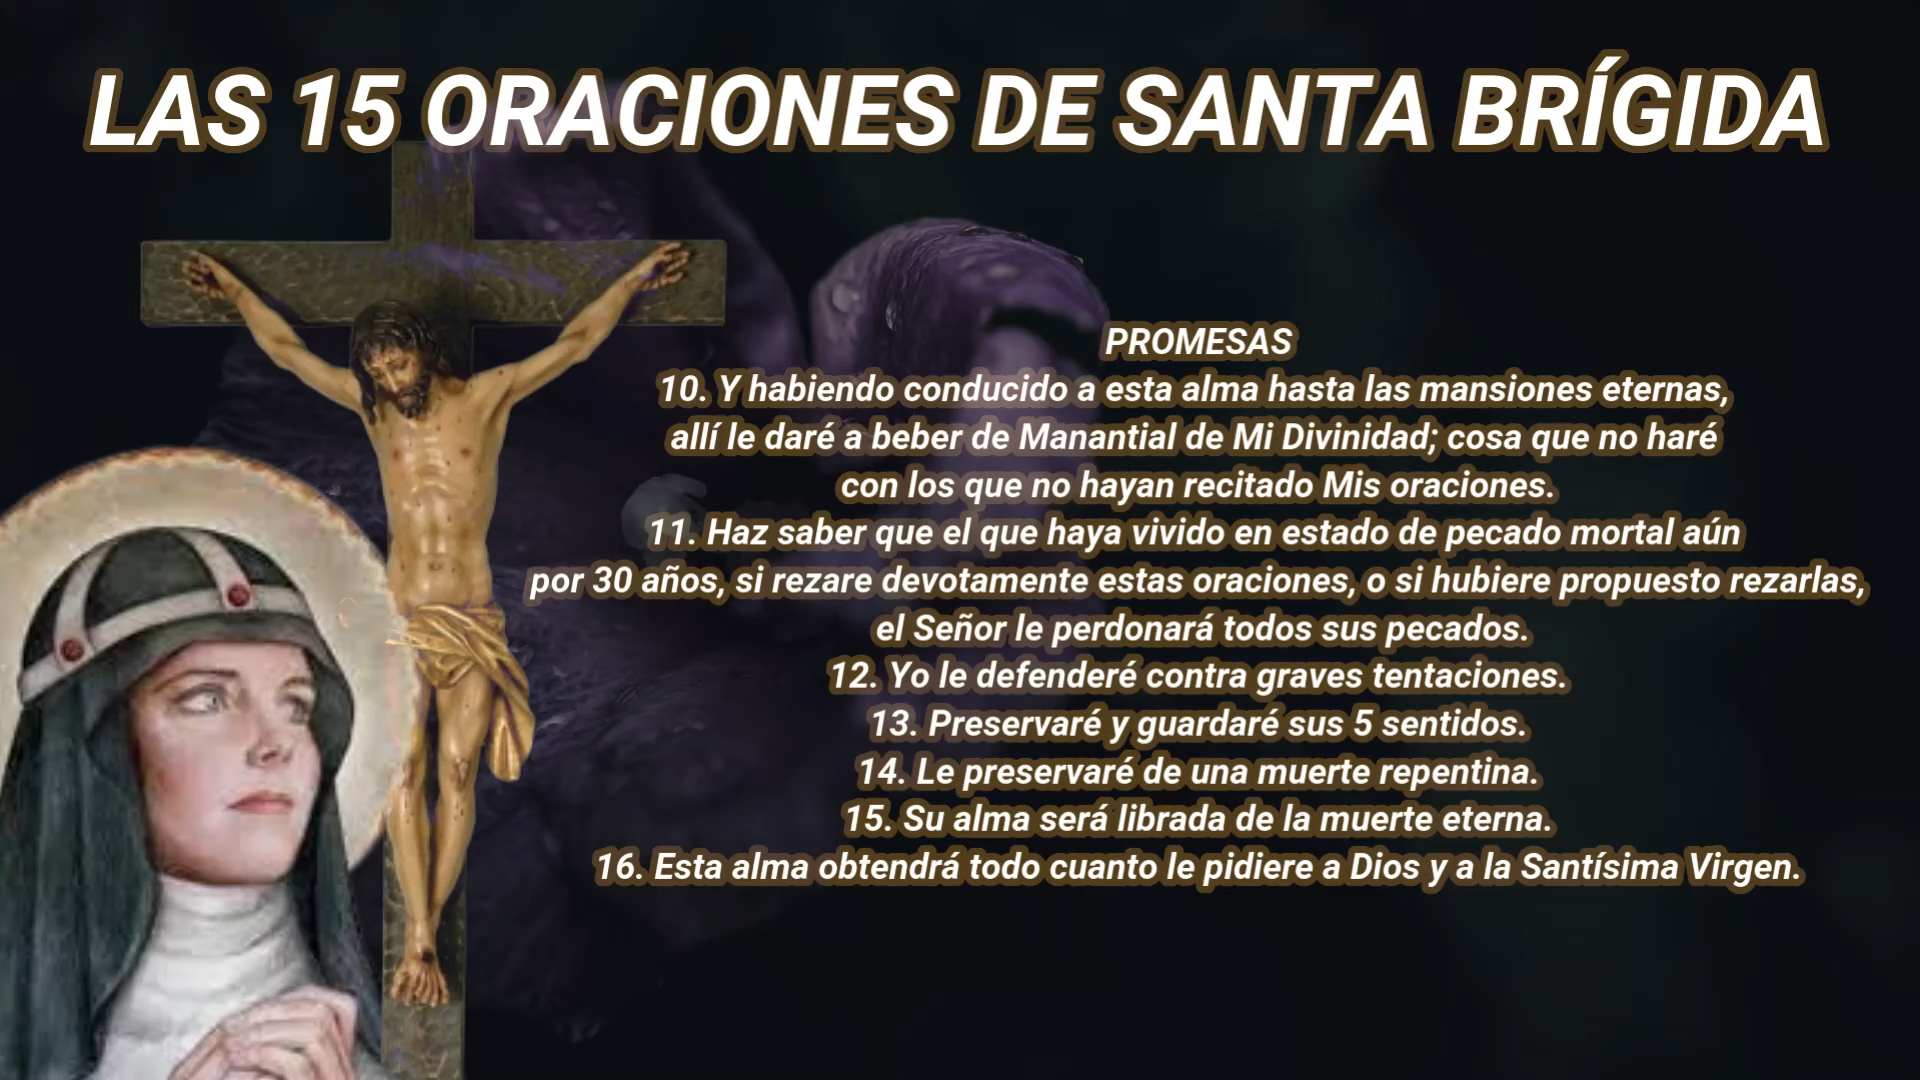 LAS 15 ORACIONES DE SANTA BRÍGIDA
PROMESAS
10. Y habiendo conducido a esta alma hasta las mansiones eternas,
allí le daré a beber de Manantial de Mi Divinidad; cosa que no haré
con los que no hayan recitado Mis oraciones.
11. Haz saber que el que haya vivido en estado de pecado mortal aún
por 30 años, si rezare devotamente estas oraciones, o si hubiere propuesto rezarlas,
el Señor le perdonará todos sus pecados.
12. Yo le defenderé contra graves tentaciones.
13. Preservaré y guardaré sus 5 sentidos.
14. Le preservaré de una muerte repentina.
15. Su alma será librada de la muerte eterna.
16. Esta alma obtendrá todo cuanto le pidiere a Dios y a la Santísima Virgen.